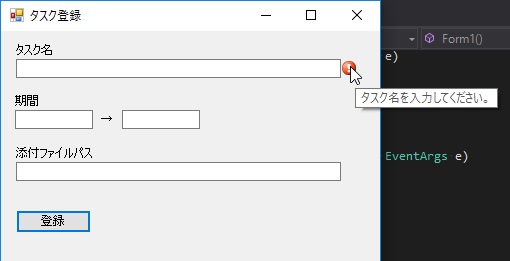 タスク登録
Form1()
タスク名
e)
タスク名を入力してください。
期間
→
EventArgs e)
添付ファイルパス
登録